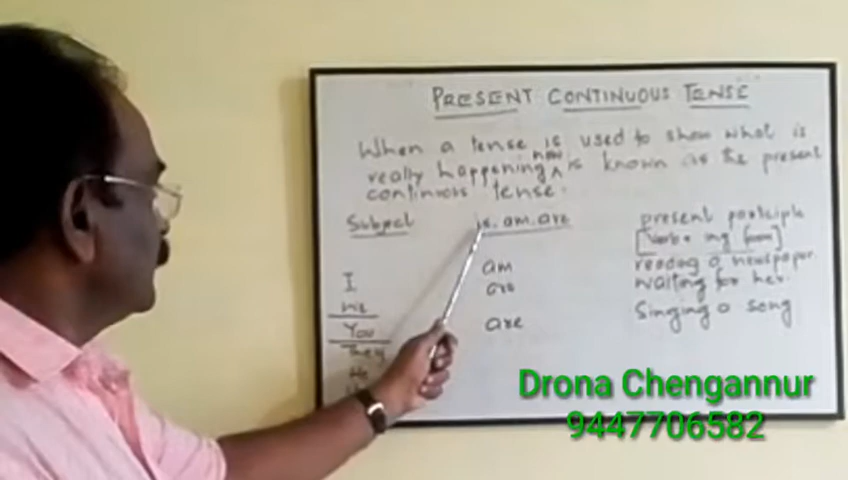 PRESENT CONTINUOUS TENSE
When a tense is used to show what is
really happening now is known as the present
continuous tense.
Subject is. am. are present participle
[Verb+ ing form]
I am reading a newspaper
We are waiting for her.
You are Singing a song
They
He
Drona Chengannur
9447706582